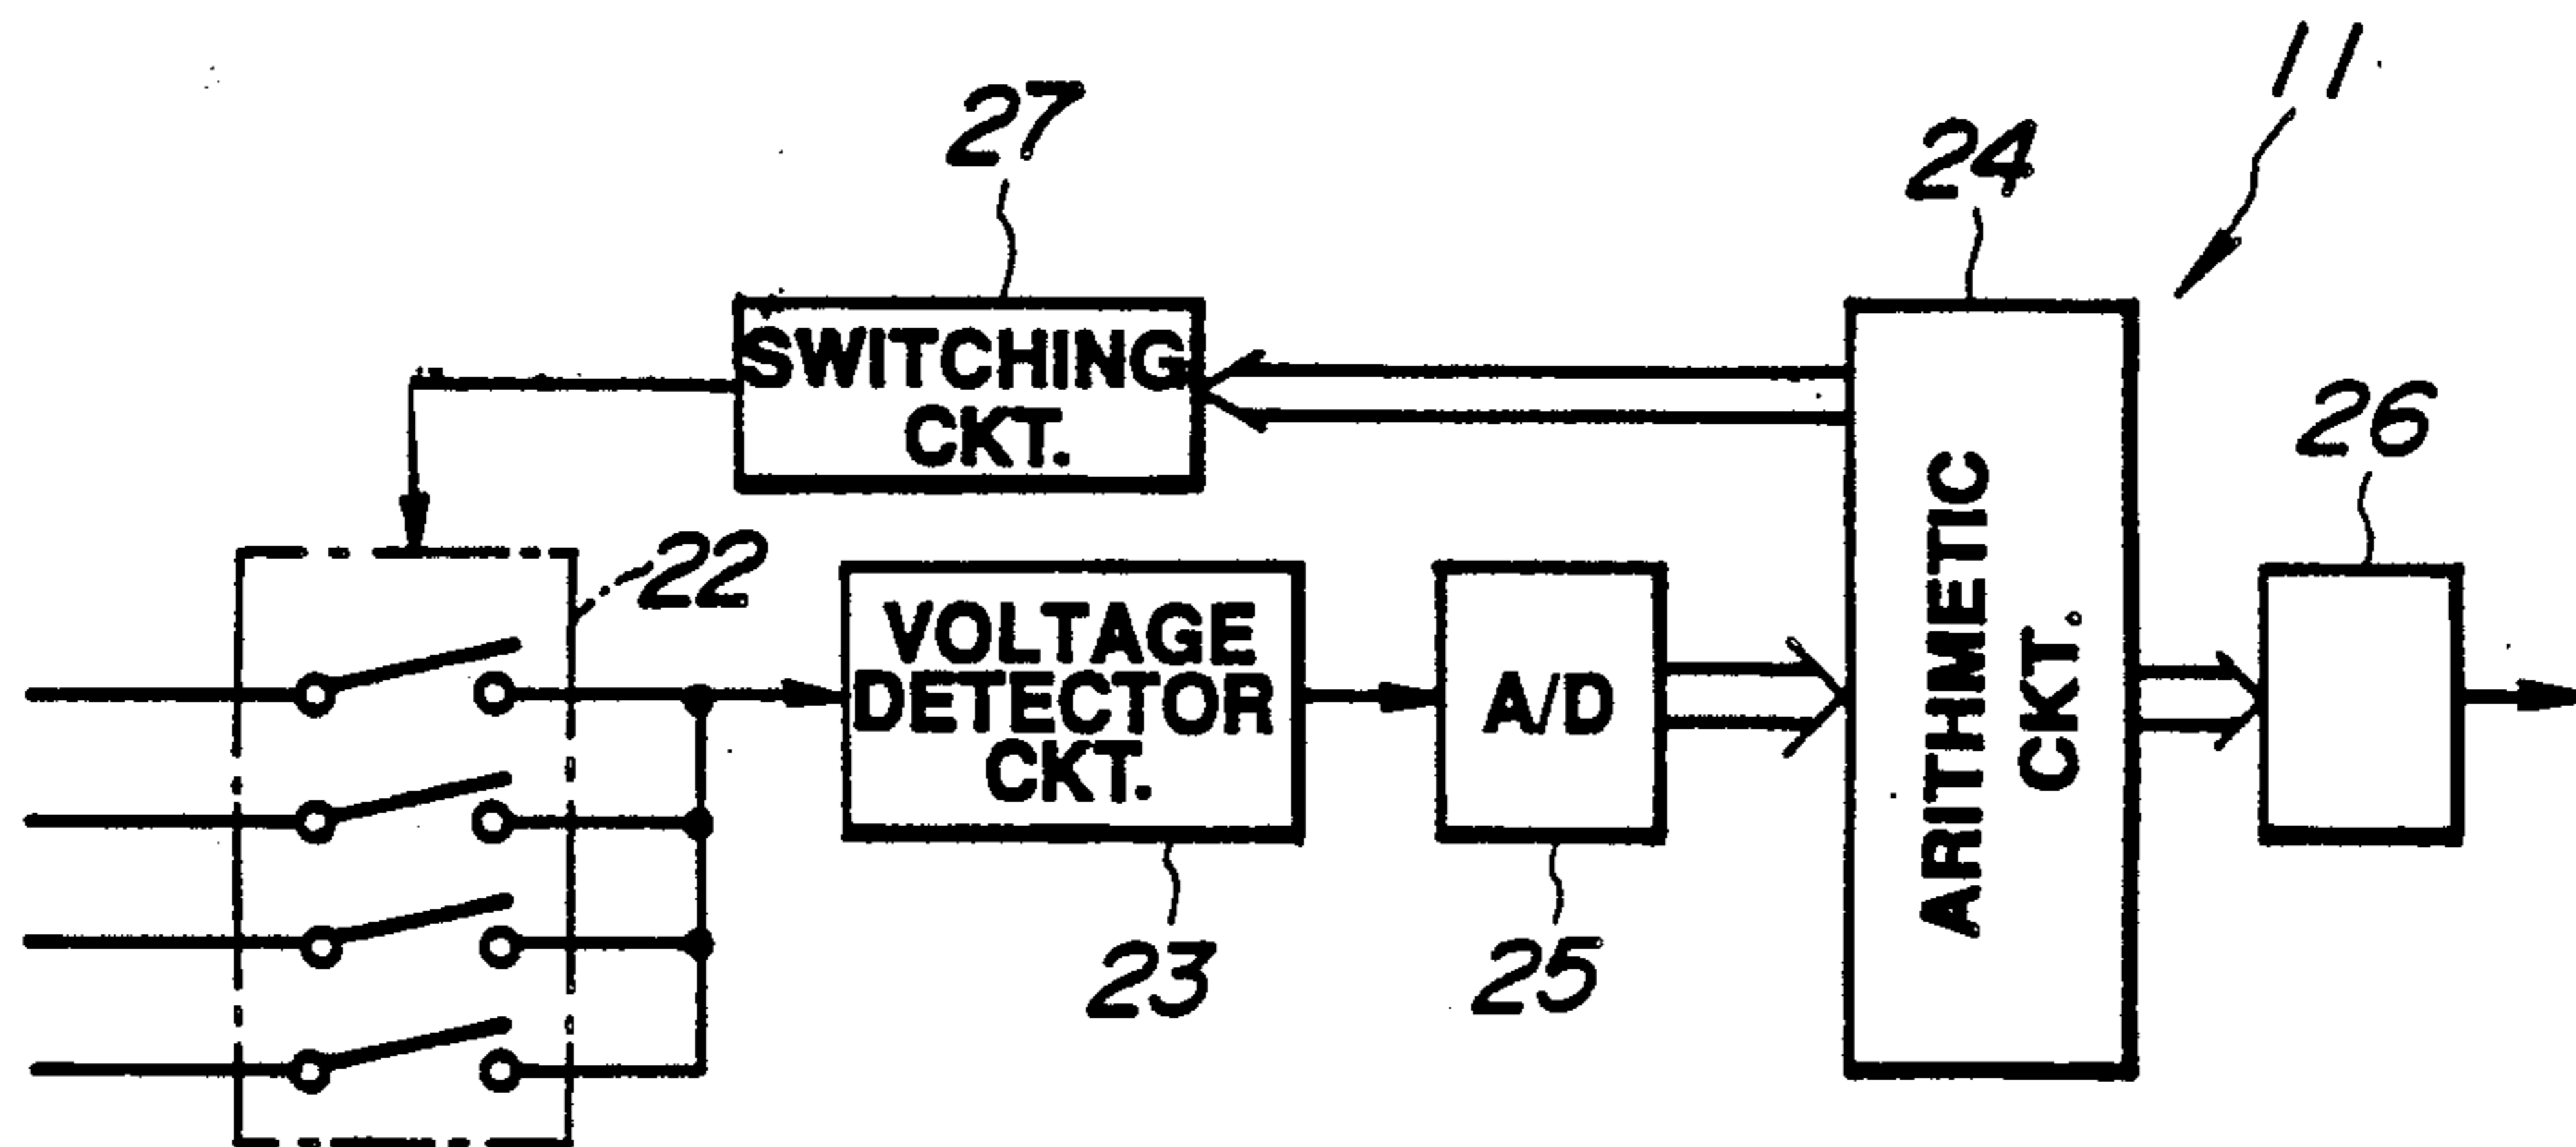 11
27
24
SWITCHING
CKT.
26
22
VOLTAGE
DETECTOR
CKT.
A/D
ARITHMETIC
CKT.
23
25